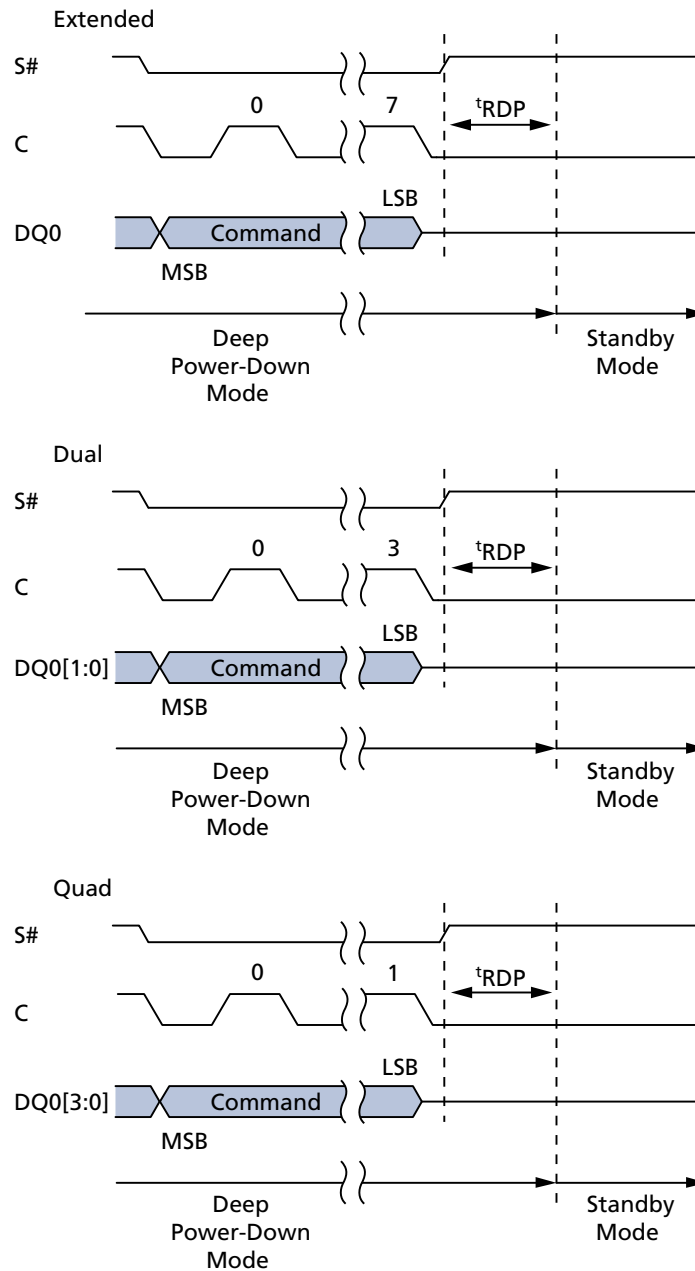 Extended
S#
0 7 tRDP
C
LSB
DQ0 Command
MSB
Deep Power-Down Mode
Standby Mode
Dual
S#
0 3 tRDP
C
LSB
DQ0[1:0] Command
MSB
Deep Power-Down Mode
Standby Mode
Quad
S#
0 1 tRDP
C
LSB
DQ0[3:0] Command
MSB
Deep Power-Down Mode
Standby Mode